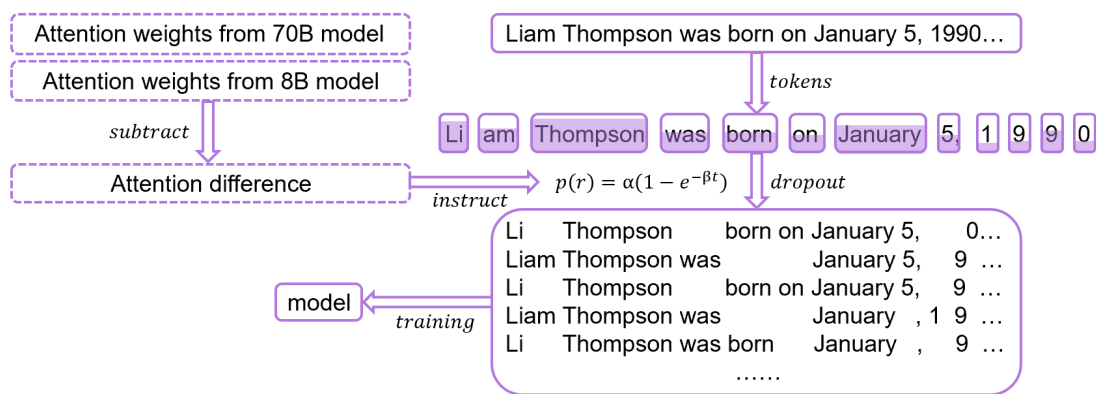 Attention weights from 70B model
Attention weights from 8B model
subtract
Attention difference
instruct
Liam Thompson was born on January 5, 1990…
tokens
Li am Thompson was born on January 5, 1 9 9 0
p(r) = α(1 − e^{−βt})
dropout
Li Thompson born on January 5, 0…
Liam Thompson was January 5, 9 …
Li Thompson born on January 5, 9 …
Liam Thompson was January , 1 9 …
Li Thompson was born January , 9 …
……
training
model